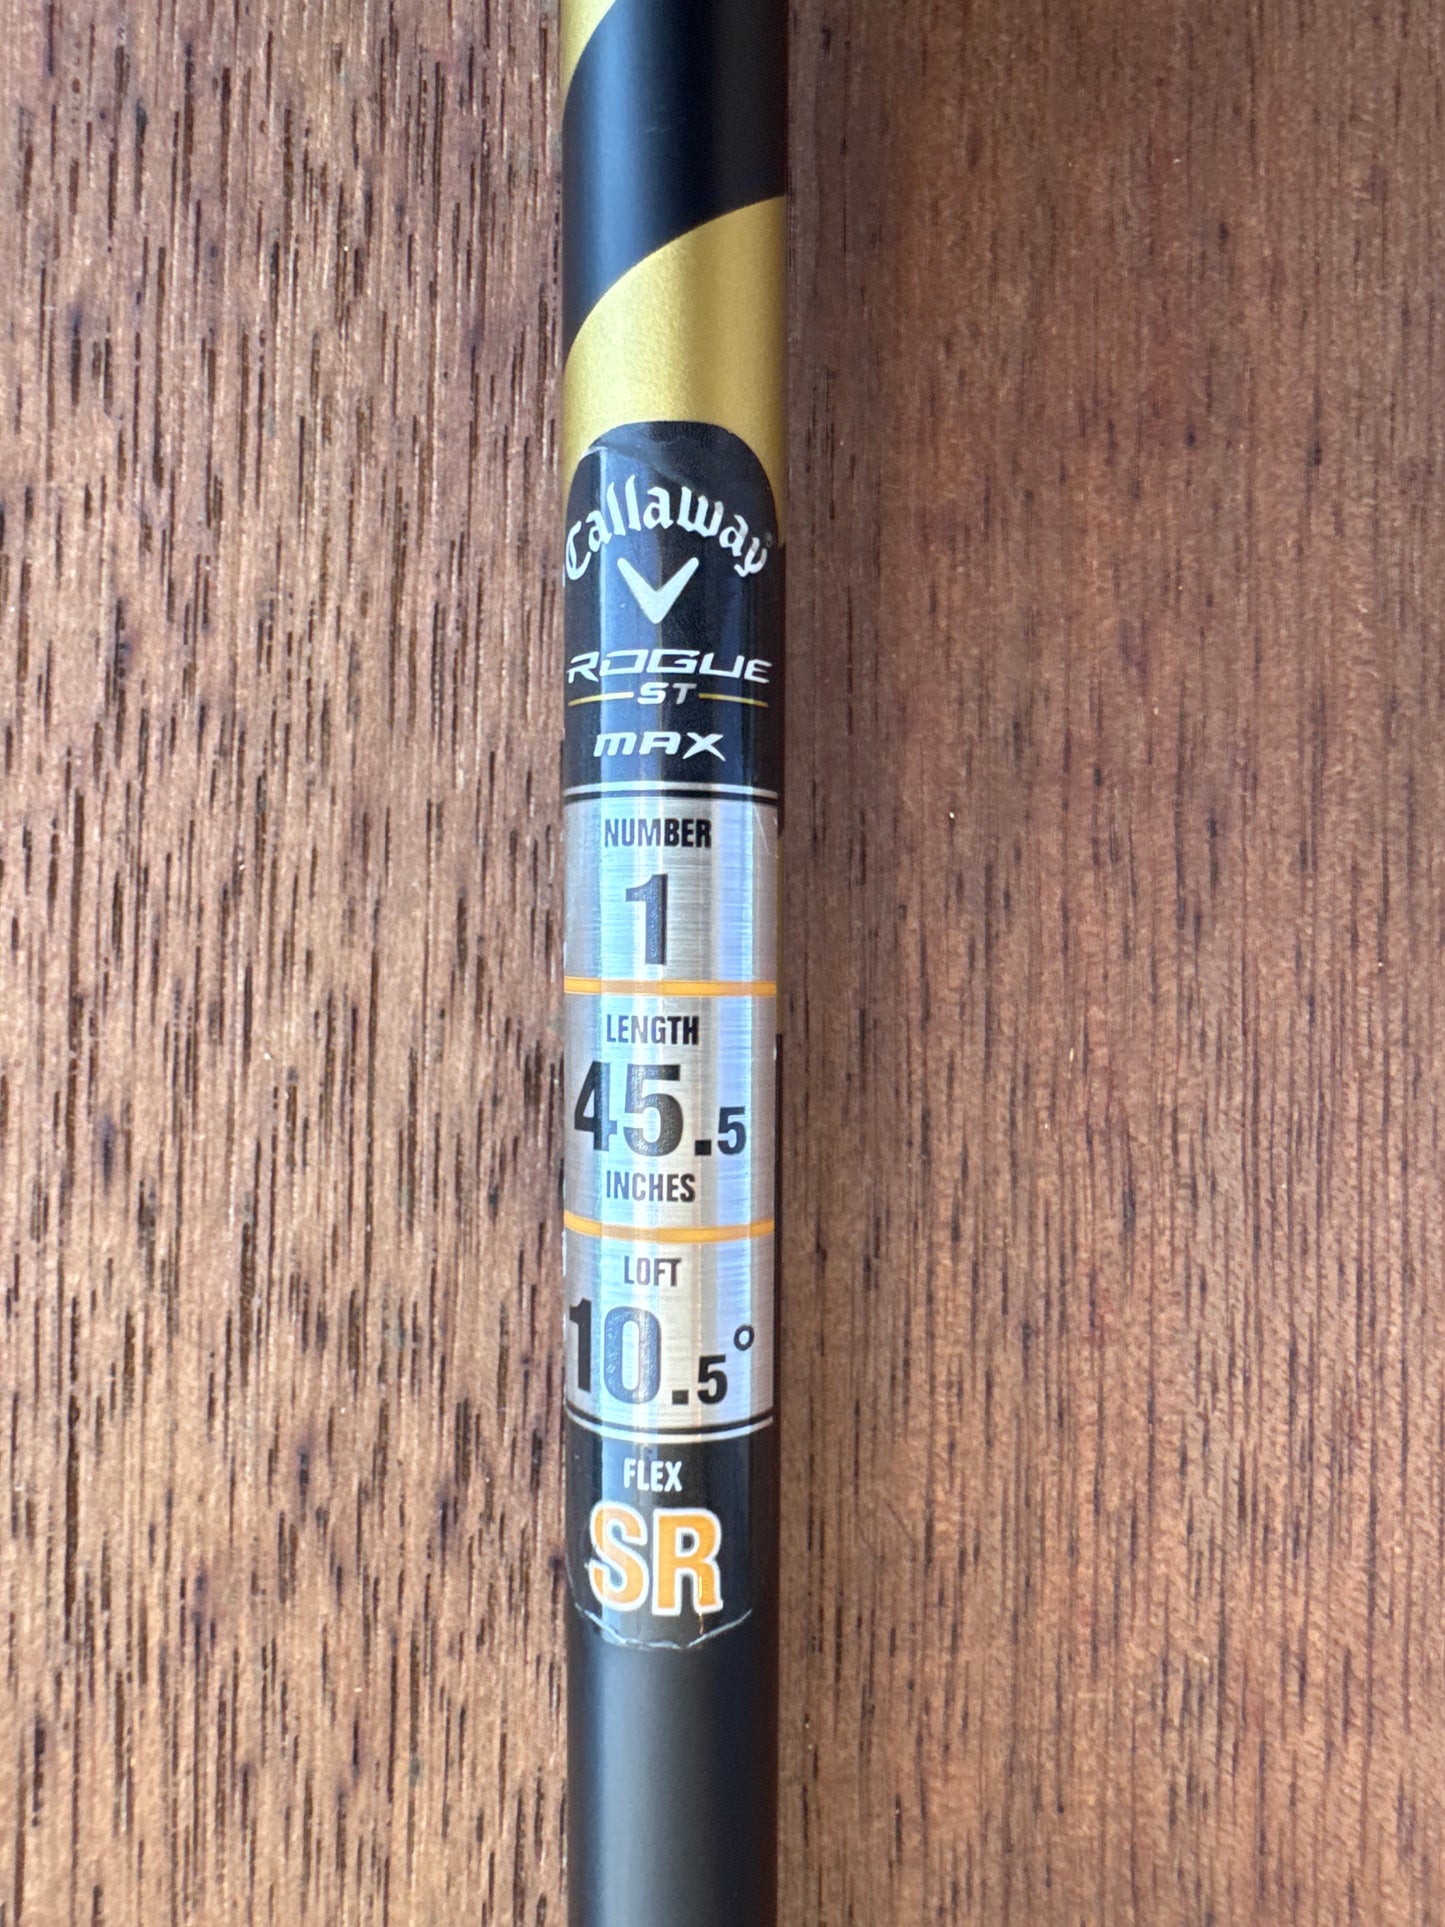 Callaway
ROGUE
ST
MAX
NUMBER
1
LENGTH
45.5
INCHES
LOFT
10.5°
FLEX
SR